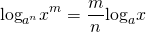 log_{a^n} x^m = \frac{m}{n} log_a x